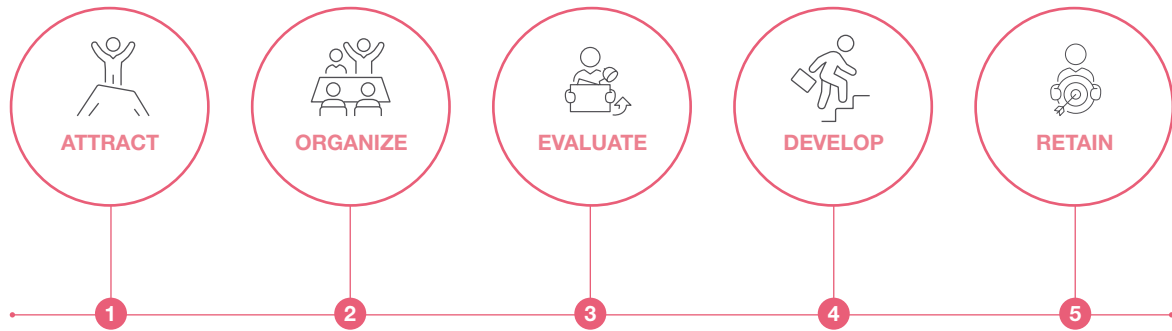 ATTRACT
ORGANIZE
EVALUATE
DEVELOP
RETAIN
1
2
3
4
5